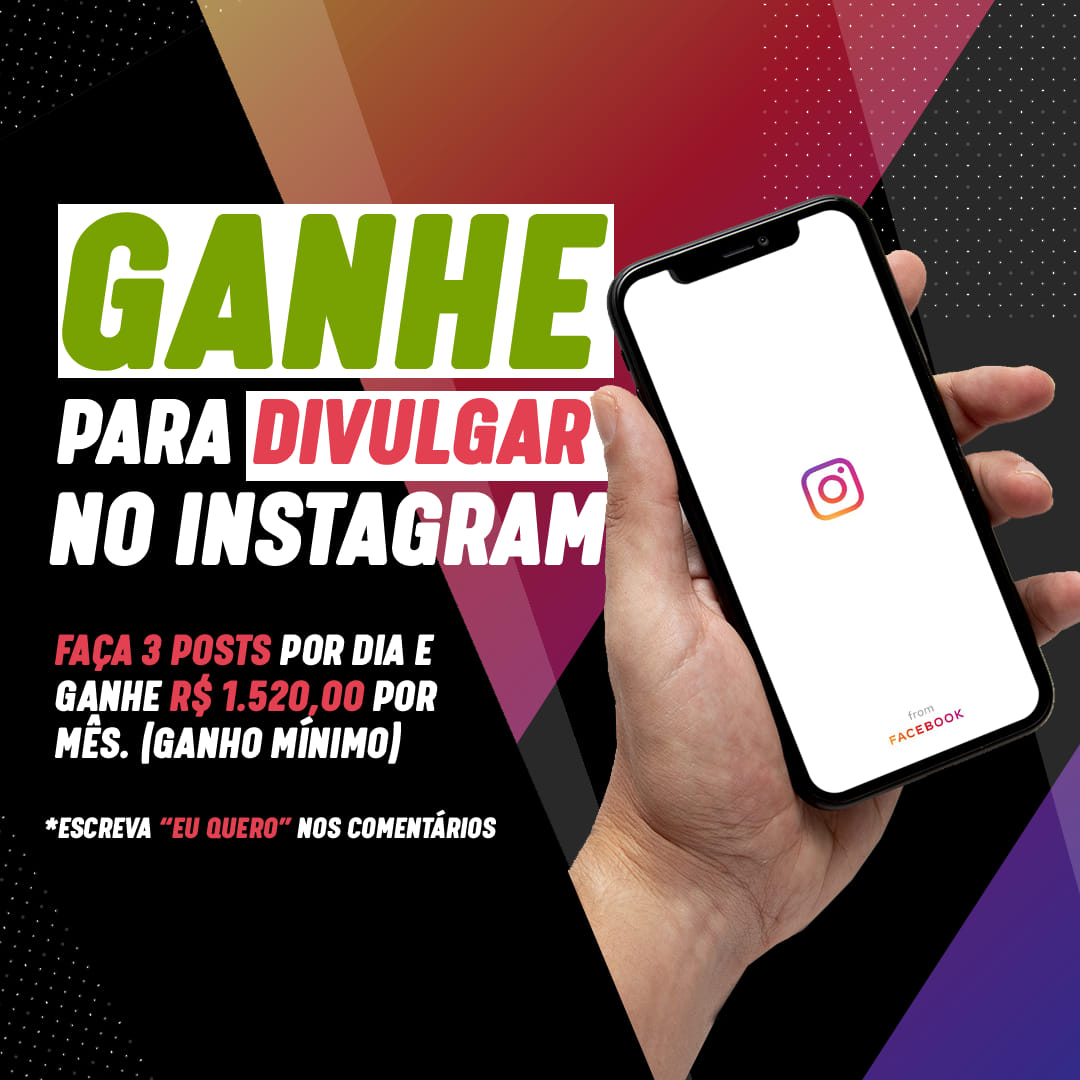 GANHE
PARA DIVULGAR
NO INSTAGRAM
FAÇA 3 POSTS POR DIA E
GANHE R$ 1.520,00 POR
MÊS. (GANHO MÍNIMO)
*ESCREVA “EU QUERO” NOS COMENTÁRIOS
from
FACEBOOK